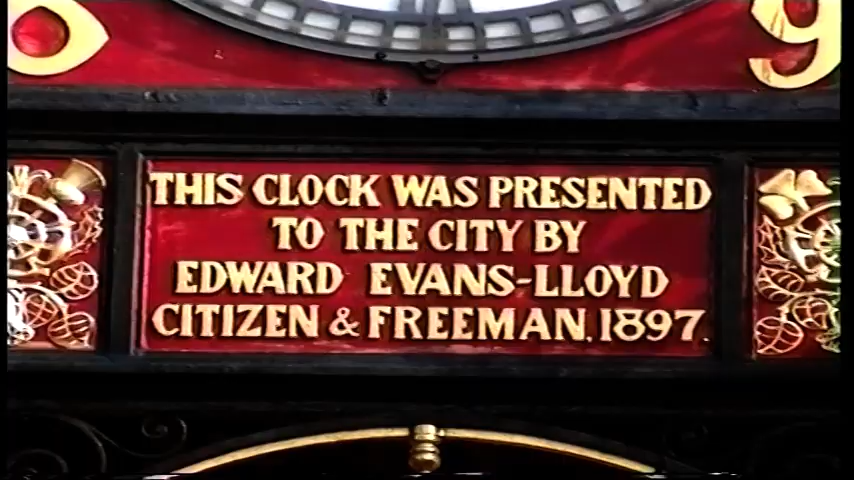 THIS CLOCK WAS PRESENTED
TO THE CITY BY
EDWARD EVANS-LLOYD
CITIZEN & FREEMAN, 1897.